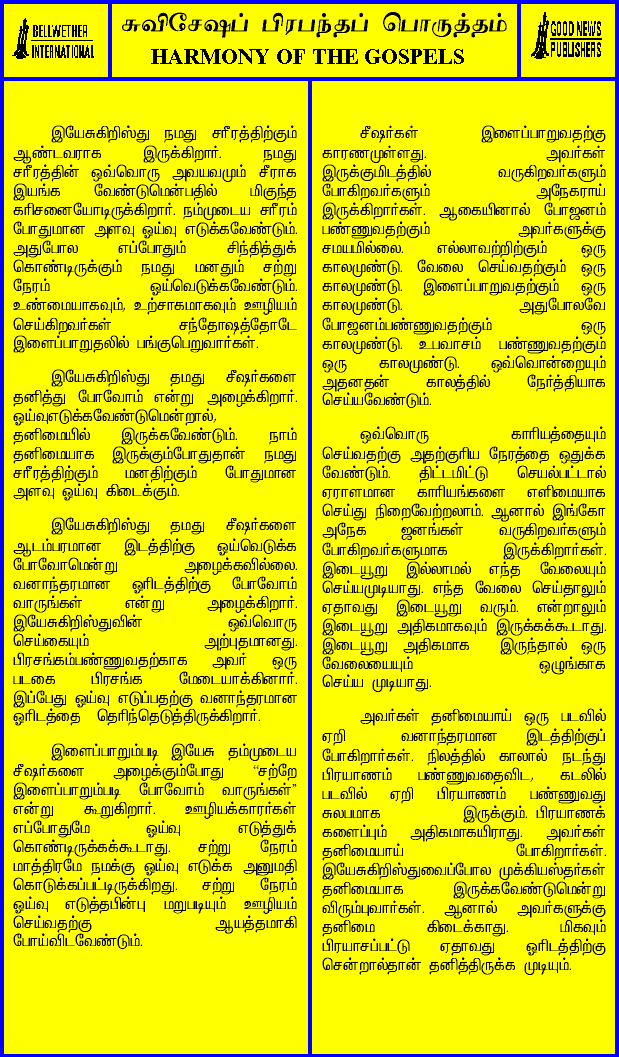 BELLWETHER
INTERNATIONAL
சுவிசேஷப் பிரபந்தப் பொருத்தம்
HARMONY OF THE GOSPELS
GOOD NEWS
PUBLISHERS
இயேசுகிறிஸ்து நமது சரீரத்திற்கும்
ஆண்டவராக இருக்கிறார். நமது
சரீரத்தின் ஒவ்வொரு அவயவமும் சீராக
இயங்க வேண்டுமென்பதில் மிகுந்த
கரிசனையோடிருக்கிறார். நம்முடைய சரீரம்
போதுமான அளவு ஓய்வு எடுக்கவேண்டும்.
அதுபோல எப்போதும் சிந்தித்துக்
கொண்டிருக்கும் நமது மனதும் சற்று
நேரம் ஓய்வெடுக்கவேண்டும்.
உண்மையாகவும், உற்சாகமாகவும் ஊழியம்
செய்கிறவர்கள் சந்தோஷத்தோடே
இளைப்பாறுதலில் பங்குபெறுவார்கள்.
இயேசுகிறிஸ்து தமது சீஷர்களை
தனித்து போவோம் என்று அழைக்கிறார்.
ஓய்வுஎடுக்கவேண்டுமென்றால்,
தனிமையில் இருக்கவேண்டும். நாம்
தனிமையாக இருக்கும்போதுதான் நமது
சரீரத்திற்கும் மனதிற்கும் போதுமான
அளவு ஓய்வு கிடைக்கும்.
இயேசுகிறிஸ்து தமது சீஷர்களை
ஆடம்பரமான இடத்திற்கு ஓய்வெடுக்க
போவோமென்று அழைக்கவில்லை.
வனாந்தரமான ஓரிடத்திற்கு போவோம்
வாருங்கள் என்று அழைக்கிறார்.
இயேசுகிறிஸ்துவின் ஒவ்வொரு
செய்கையும் அற்புதமானது.
பிரசங்கம்பண்ணுவதற்காக அவர் ஒரு
படகை பிரசங்க மேடையாக்கினார்.
இப்பேது ஓய்வு எடுப்பதற்கு வனாந்தரமான
ஓரிடத்தை தெரிந்தெடுத்திருக்கிறார்.
இளைப்பாறும்படி இயேசு தம்முடைய
சீஷர்களை அழைக்கும்போது “சற்றே
இளைப்பாறும்படி போவோம் வாருங்கள்”
என்று கூறுகிறார். ஊழியக்காரர்கள்
எப்போதுமே ஓய்வு எடுத்துக்
கொண்டிருக்கக்கூடாது. சற்று நேரம்
மாத்திரமே நமக்கு ஓய்வு எடுக்க அனுமதி
கொடுக்கப்பட்டிருக்கிறது. சற்று நேரம்
ஓய்வு எடுத்தபின்பு மறுபடியும் ஊழியம்
செய்வதற்கு ஆயத்தமாகி
போய்விடவேண்டும்.
சீஷர்கள் இளைப்பாறுவதற்கு
காரணமுள்ளது. அவர்கள்
இருக்குமிடத்தில் வருகிறவர்களும்
போகிறவர்களும் அநேகராய்
இருக்கிறார்கள். ஆகையினால் போஜனம்
பண்ணுவதற்கும் அவர்களுக்கு
சமயமில்லை. எல்லாவற்றிற்கும் ஒரு
காலமுண்டு. வேலை செய்வதற்கும் ஒரு
காலமுண்டு. இளைப்பாறுவதற்கும் ஒரு
காலமுண்டு. அதுபோலவே
போஜனம்பண்ணுவதற்கும் ஒரு
காலமுண்டு. உபவாசம் பண்ணுவதற்கும்
ஒரு காலமுண்டு. ஒவ்வொன்றையும்
அதனதன் காலத்தில் நேர்த்தியாக
செய்யவேண்டும்.
ஒவ்வொரு காரியத்தையும்
செய்வதற்கு அதற்குரிய நேரத்தை ஒதுக்க
வேண்டும். திட்டமிட்டு செயல்பட்டால்
ஏராளமான காரியங்களை எளிமையாக
செய்து நிறைவேற்றலாம். ஆனால் இங்கோ
அநேக ஜனங்கள் வருகிறவர்களும்
போகிறவர்களுமாக இருக்கிறார்கள்.
இடையூறு இல்லாமல் எந்த வேலையும்
செய்யமுடியாது. எந்த வேலை செய்தாலும்
ஏதாவது இடையூறு வரும். என்றாலும்
இடையூறு அதிகமாகவும் இருக்கக்கூடாது.
இடையூறு அதிகமாக இருந்தால் ஒரு
வேலையையும் ஒழுங்காக
செய்ய முடியாது.
அவர்கள் தனிமையாய் ஒரு படவில்
ஏறி வனாந்தரமான இடத்திற்குப்
போகிறார்கள். நிலத்தில் காலால் நடந்து
பிரயாணம் பண்ணுவதைவிட, கடலில்
படவில் ஏறி பிரயாணம் பண்ணுவது
சுலபமாக இருக்கும். பிரயாணக்
களைப்பும் அதிகமாகயிராது. அவர்கள்
தனிமையாய் போகிறார்கள்.
இயேசுகிறிஸ்துவைப்போல முக்கியஸ்தர்கள்
தனிமையாக இருக்கவேண்டுமென்று
விரும்புவார்கள். ஆனால் அவர்களுக்கு
தனிமை கிடைக்காது. மிகவும்
பிரயாசப்பட்டு ஏதாவது ஓரிடத்திற்கு
சென்றால்தான் தனித்திருக்க முடியும்.